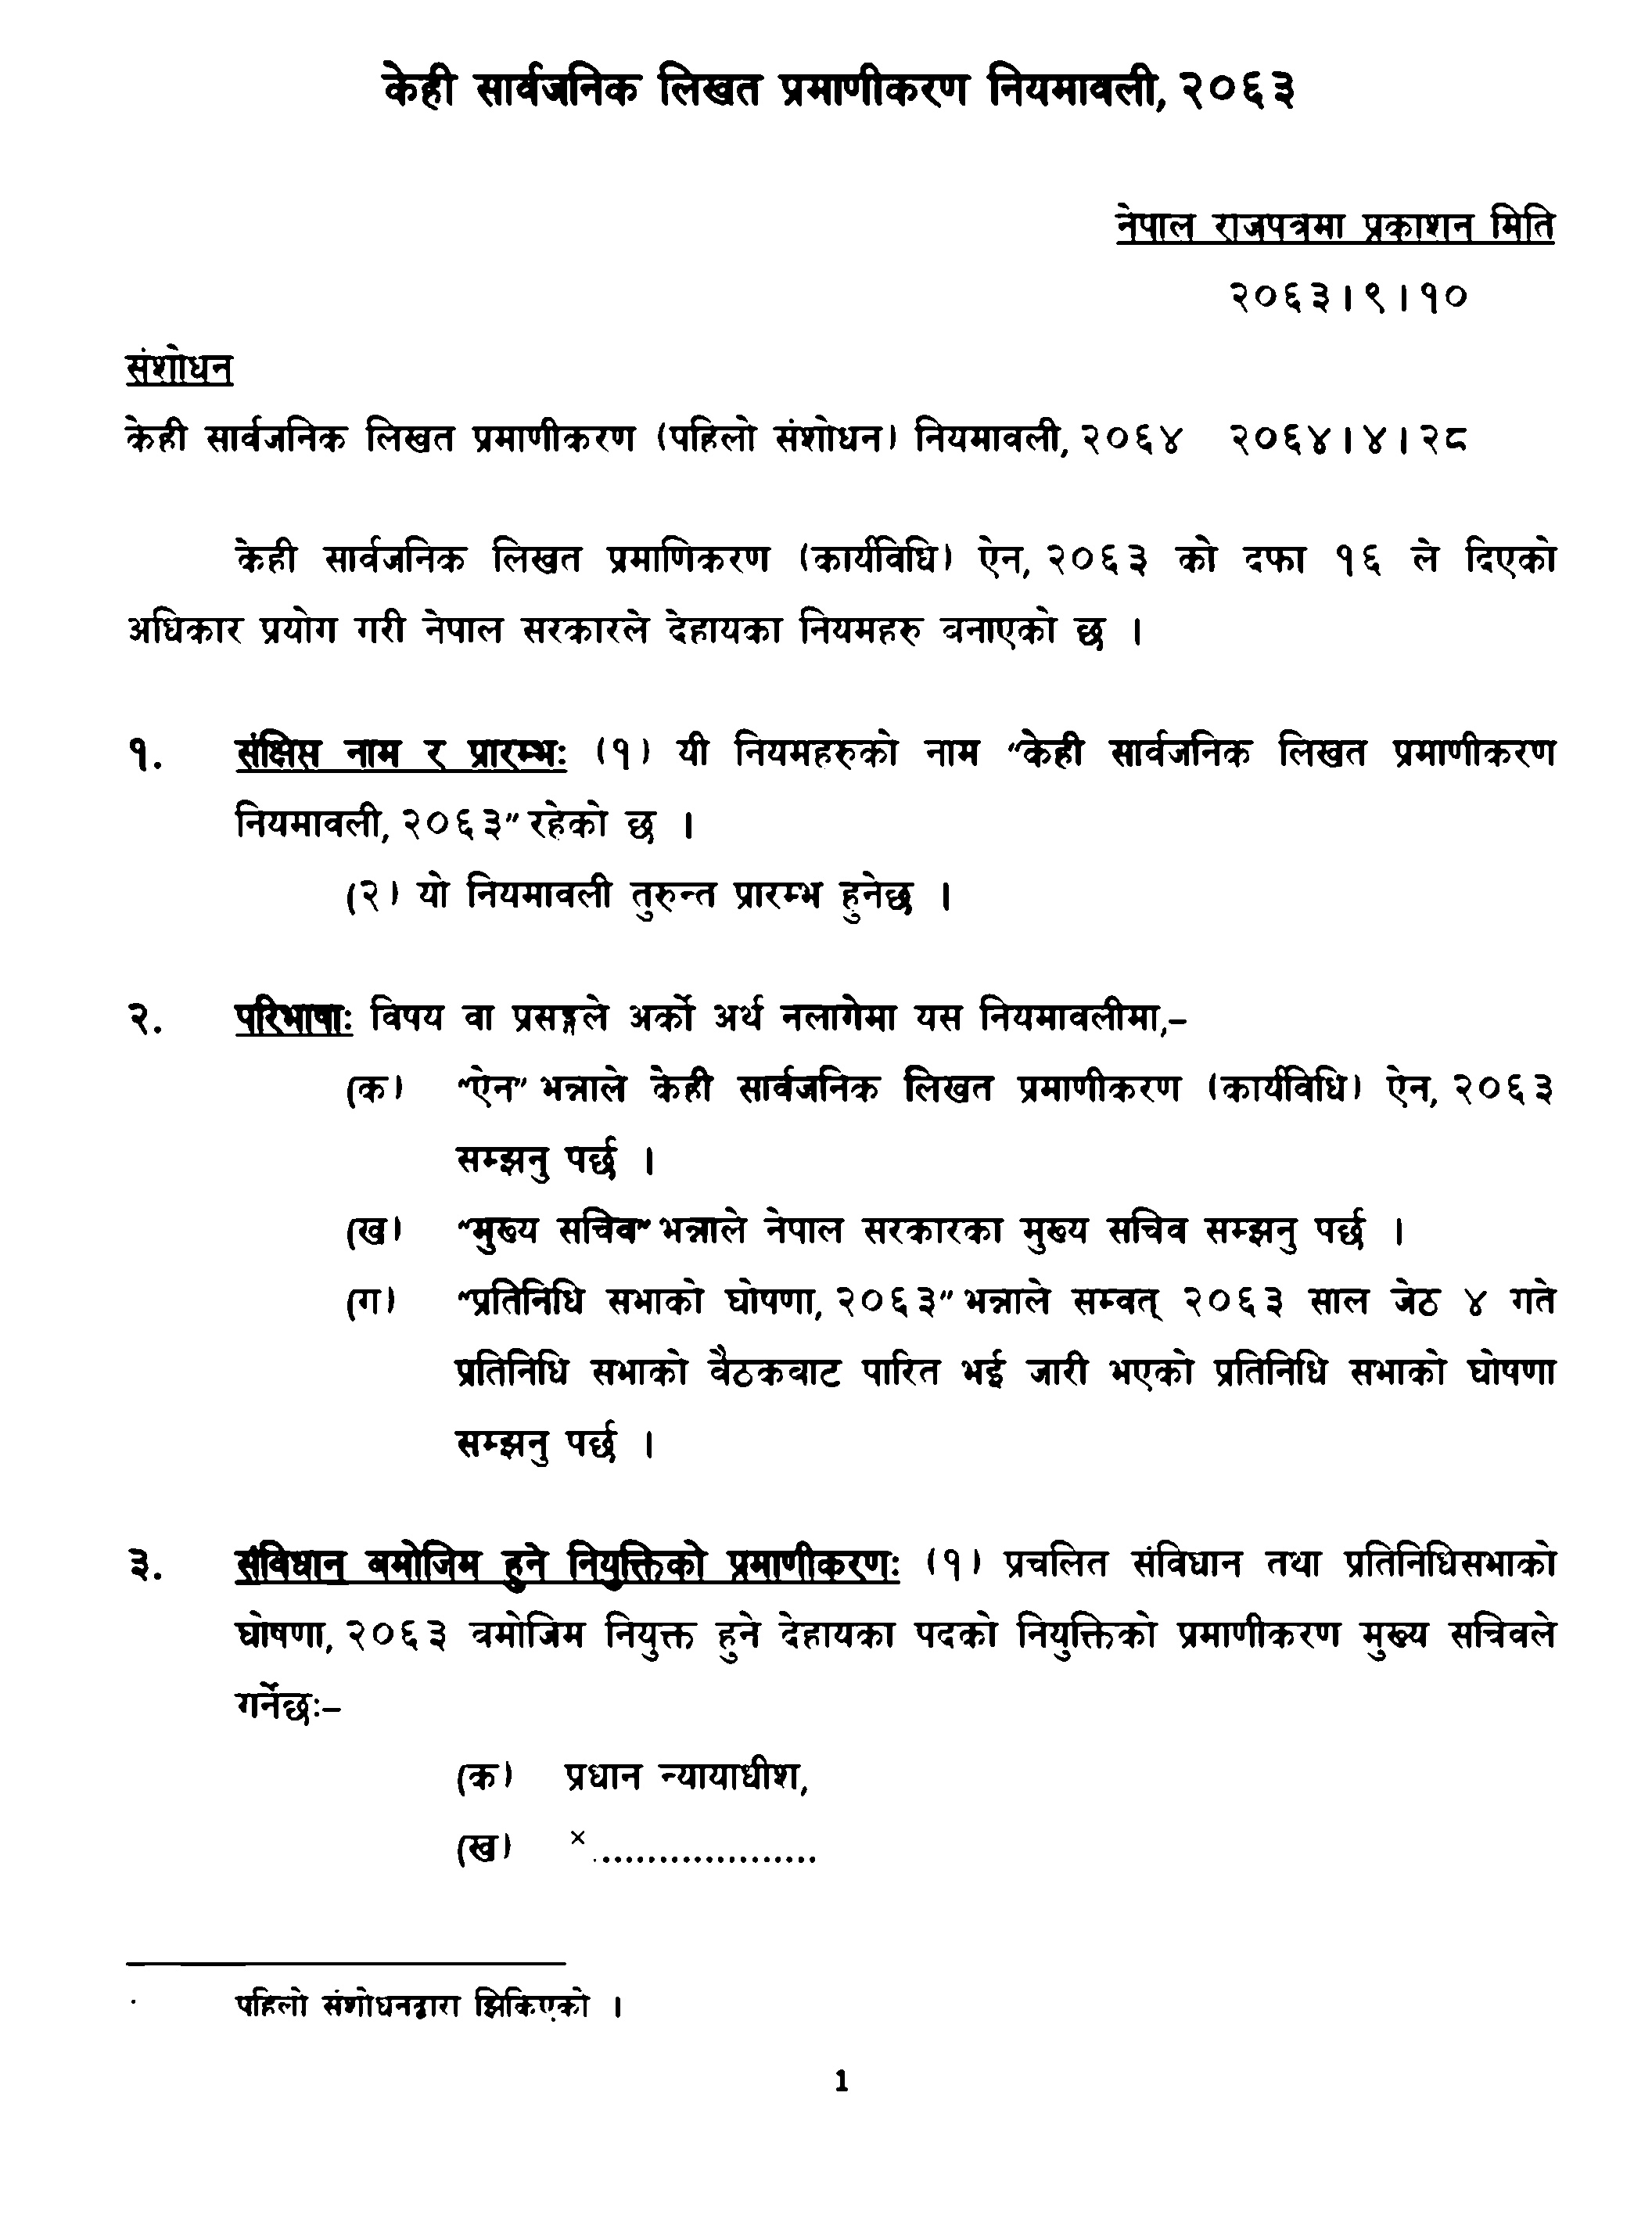 केही सार्वजनिक लिखत प्रमाणीकरण नियमावली, २०६३
नेपाल राजपत्रमा प्रकाशन मिति
२०६३।९।१०
संशोधन
केही सार्वजनिक लिखत प्रमाणीकरण (पहिलो संशोधन) नियमावली, २०६४ २०६४।४।२८
केही सार्वजनिक लिखत प्रमाणिकरण (कार्यविधि) ऐन, २०६३ को दफा १६ ले दिएको
अधिकार प्रयोग गरी नेपाल सरकारले देहायका नियमहरु बनाएको छ ।
१. संक्षिप्त नाम र प्रारम्भः (१) यी नियमहरुको नाम "केही सार्वजनिक लिखत प्रमाणीकरण
नियमावली, २०६३" रहेको छ ।
(२) यो नियमावली तुरुन्त प्रारम्भ हुनेछ ।
२. परिभाषाः विषय वा प्रसङ्गले अर्को अर्थ नलागेमा यस नियमावलीमा,–
(क) "ऐन" भन्नाले केही सार्वजनिक लिखत प्रमाणीकरण (कार्यविधि) ऐन, २०६३
सम्झनु पर्छ ।
(ख) "मुख्य सचिव" भन्नाले नेपाल सरकारका मुख्य सचिव सम्झनु पर्छ ।
(ग) "प्रतिनिधि सभाको घोषणा, २०६३" भन्नाले सम्वत् २०६३ साल जेठ ४ गते
प्रतिनिधि सभाको बैठकबाट पारित भई जारी भएको प्रतिनिधि सभाको घोषणा
सम्झनु पर्छ ।
३. संविधान बमोजिम हुने नियुक्तिको प्रमाणीकरणः (१) प्रचलित संविधान तथा प्रतिनिधिसभाको
घोषणा, २०६३ बमोजिम नियुक्त हुने देहायका पदको नियुक्तिको प्रमाणीकरण मुख्य सचिवले
गर्नेछः–
(क) प्रधान न्यायाधीश,
(ख) × ....................
पहिलो संशोधनद्वारा झिकिएको ।
1